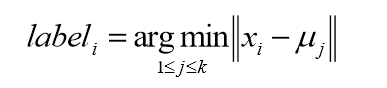 label_i = arg min_{1≤j≤k} ‖x_i − μ_j‖